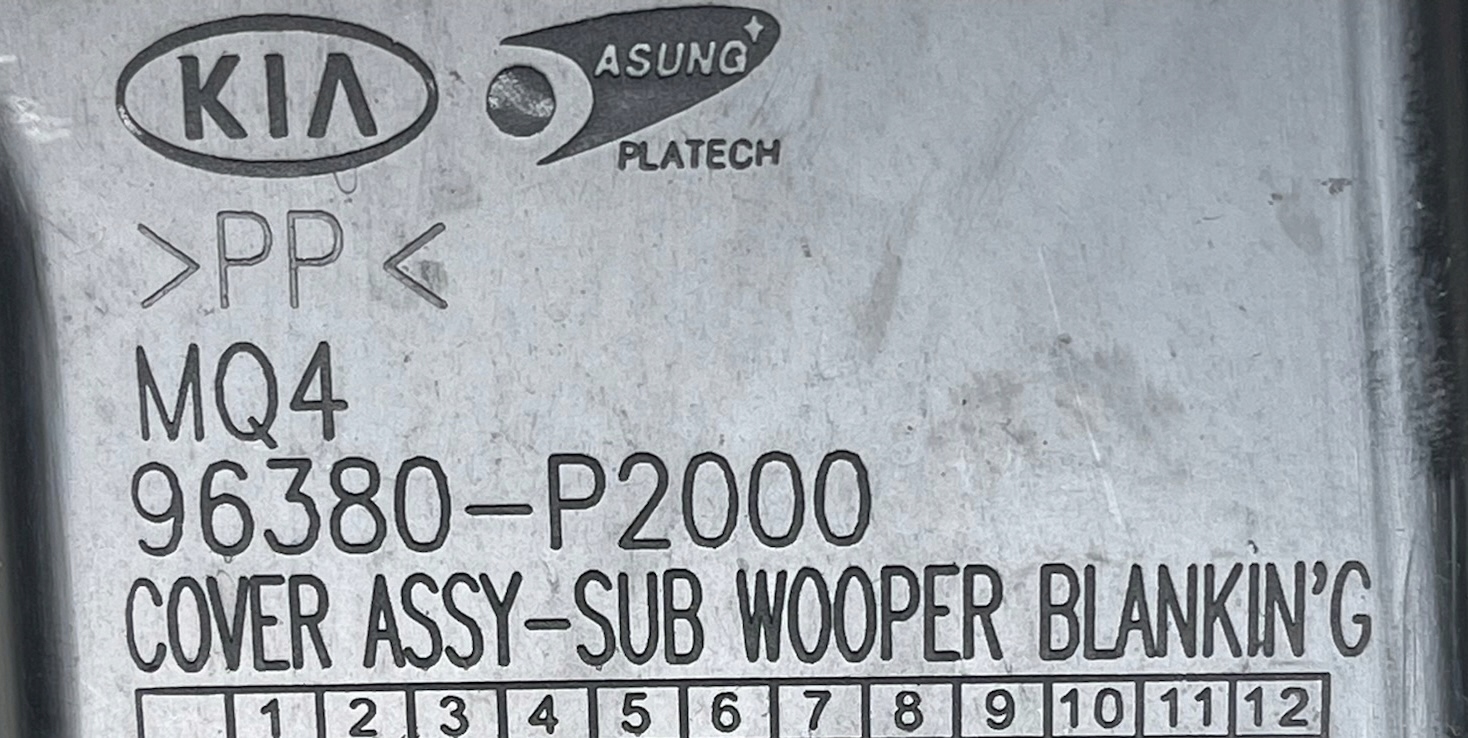 KIA ASUNG
PLATECH
>PP<
MQ4
96380-P2000
COVER ASSY-SUB WOOPER BLANKIN'G
1 2 3 4 5 6 7 8 9 10 11 12